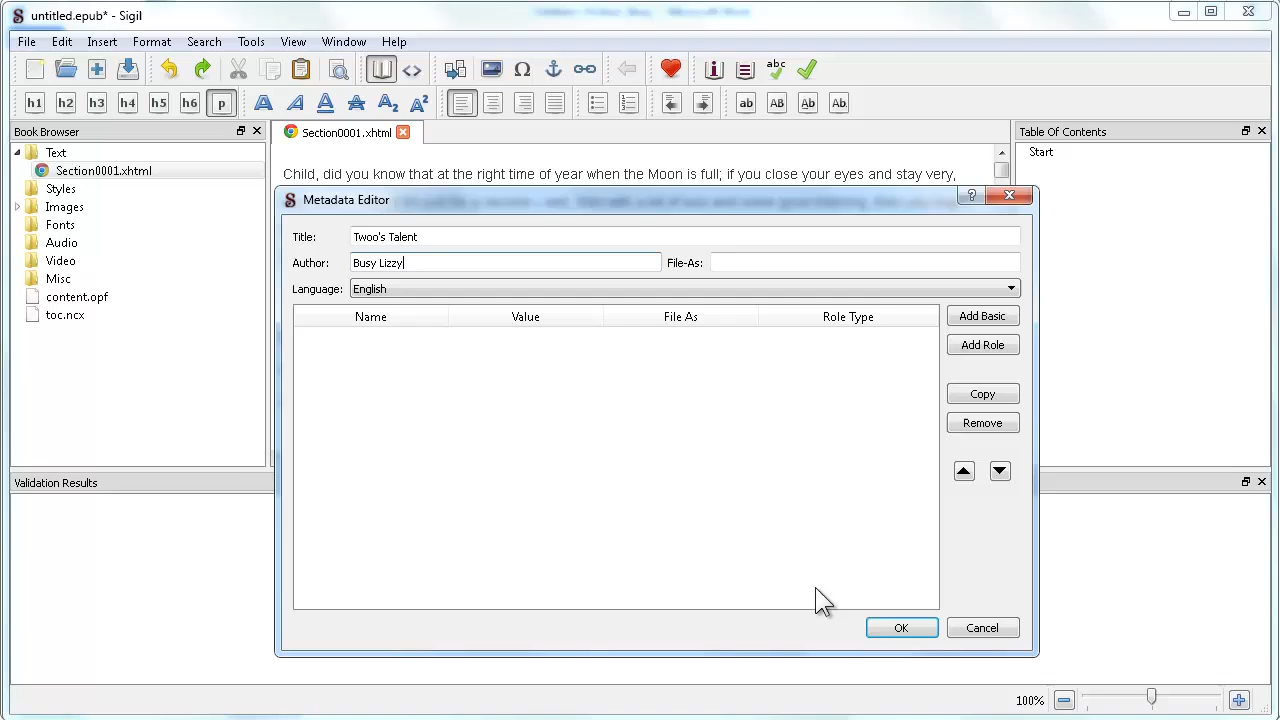 untitled.epub* - Sigil
File Edit Insert Format Search Tools View Window Help
abc
h1 h2 h3 h4 h5 h6 p A A A A A2 A2 ab AB Ab Ab
Book Browser
Section0001.xhtml
Table Of Contents
Text
Section0001.xhtml
Styles
Images
Fonts
Audio
Video
Misc
content.opf
toc.ncx
Start
Child, did you know that at the right time of year when the Moon is full; if you close your eyes and stay very,
Metadata Editor
Title: Twoo's Talent
Author: Busy Lizzy File-As:
Language: English
Name Value File As Role Type
Add Basic
Add Role
Copy
Remove
OK Cancel
Validation Results
100%